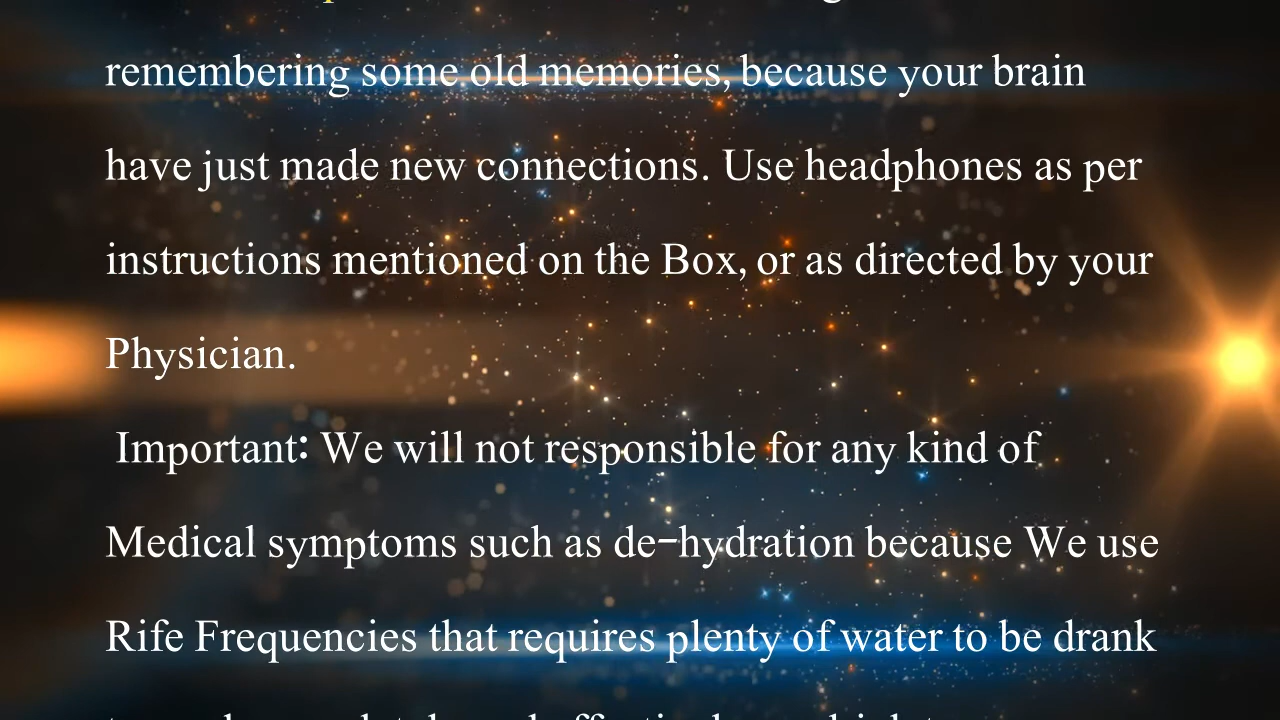 remembering some old memories, because your brain
have just made new connections. Use headphones as per
instructions mentioned on the Box, or as directed by your
Physician.
Important: We will not responsible for any kind of
Medical symptoms such as de-hydration because We use
Rife Frequencies that requires plenty of water to be drank